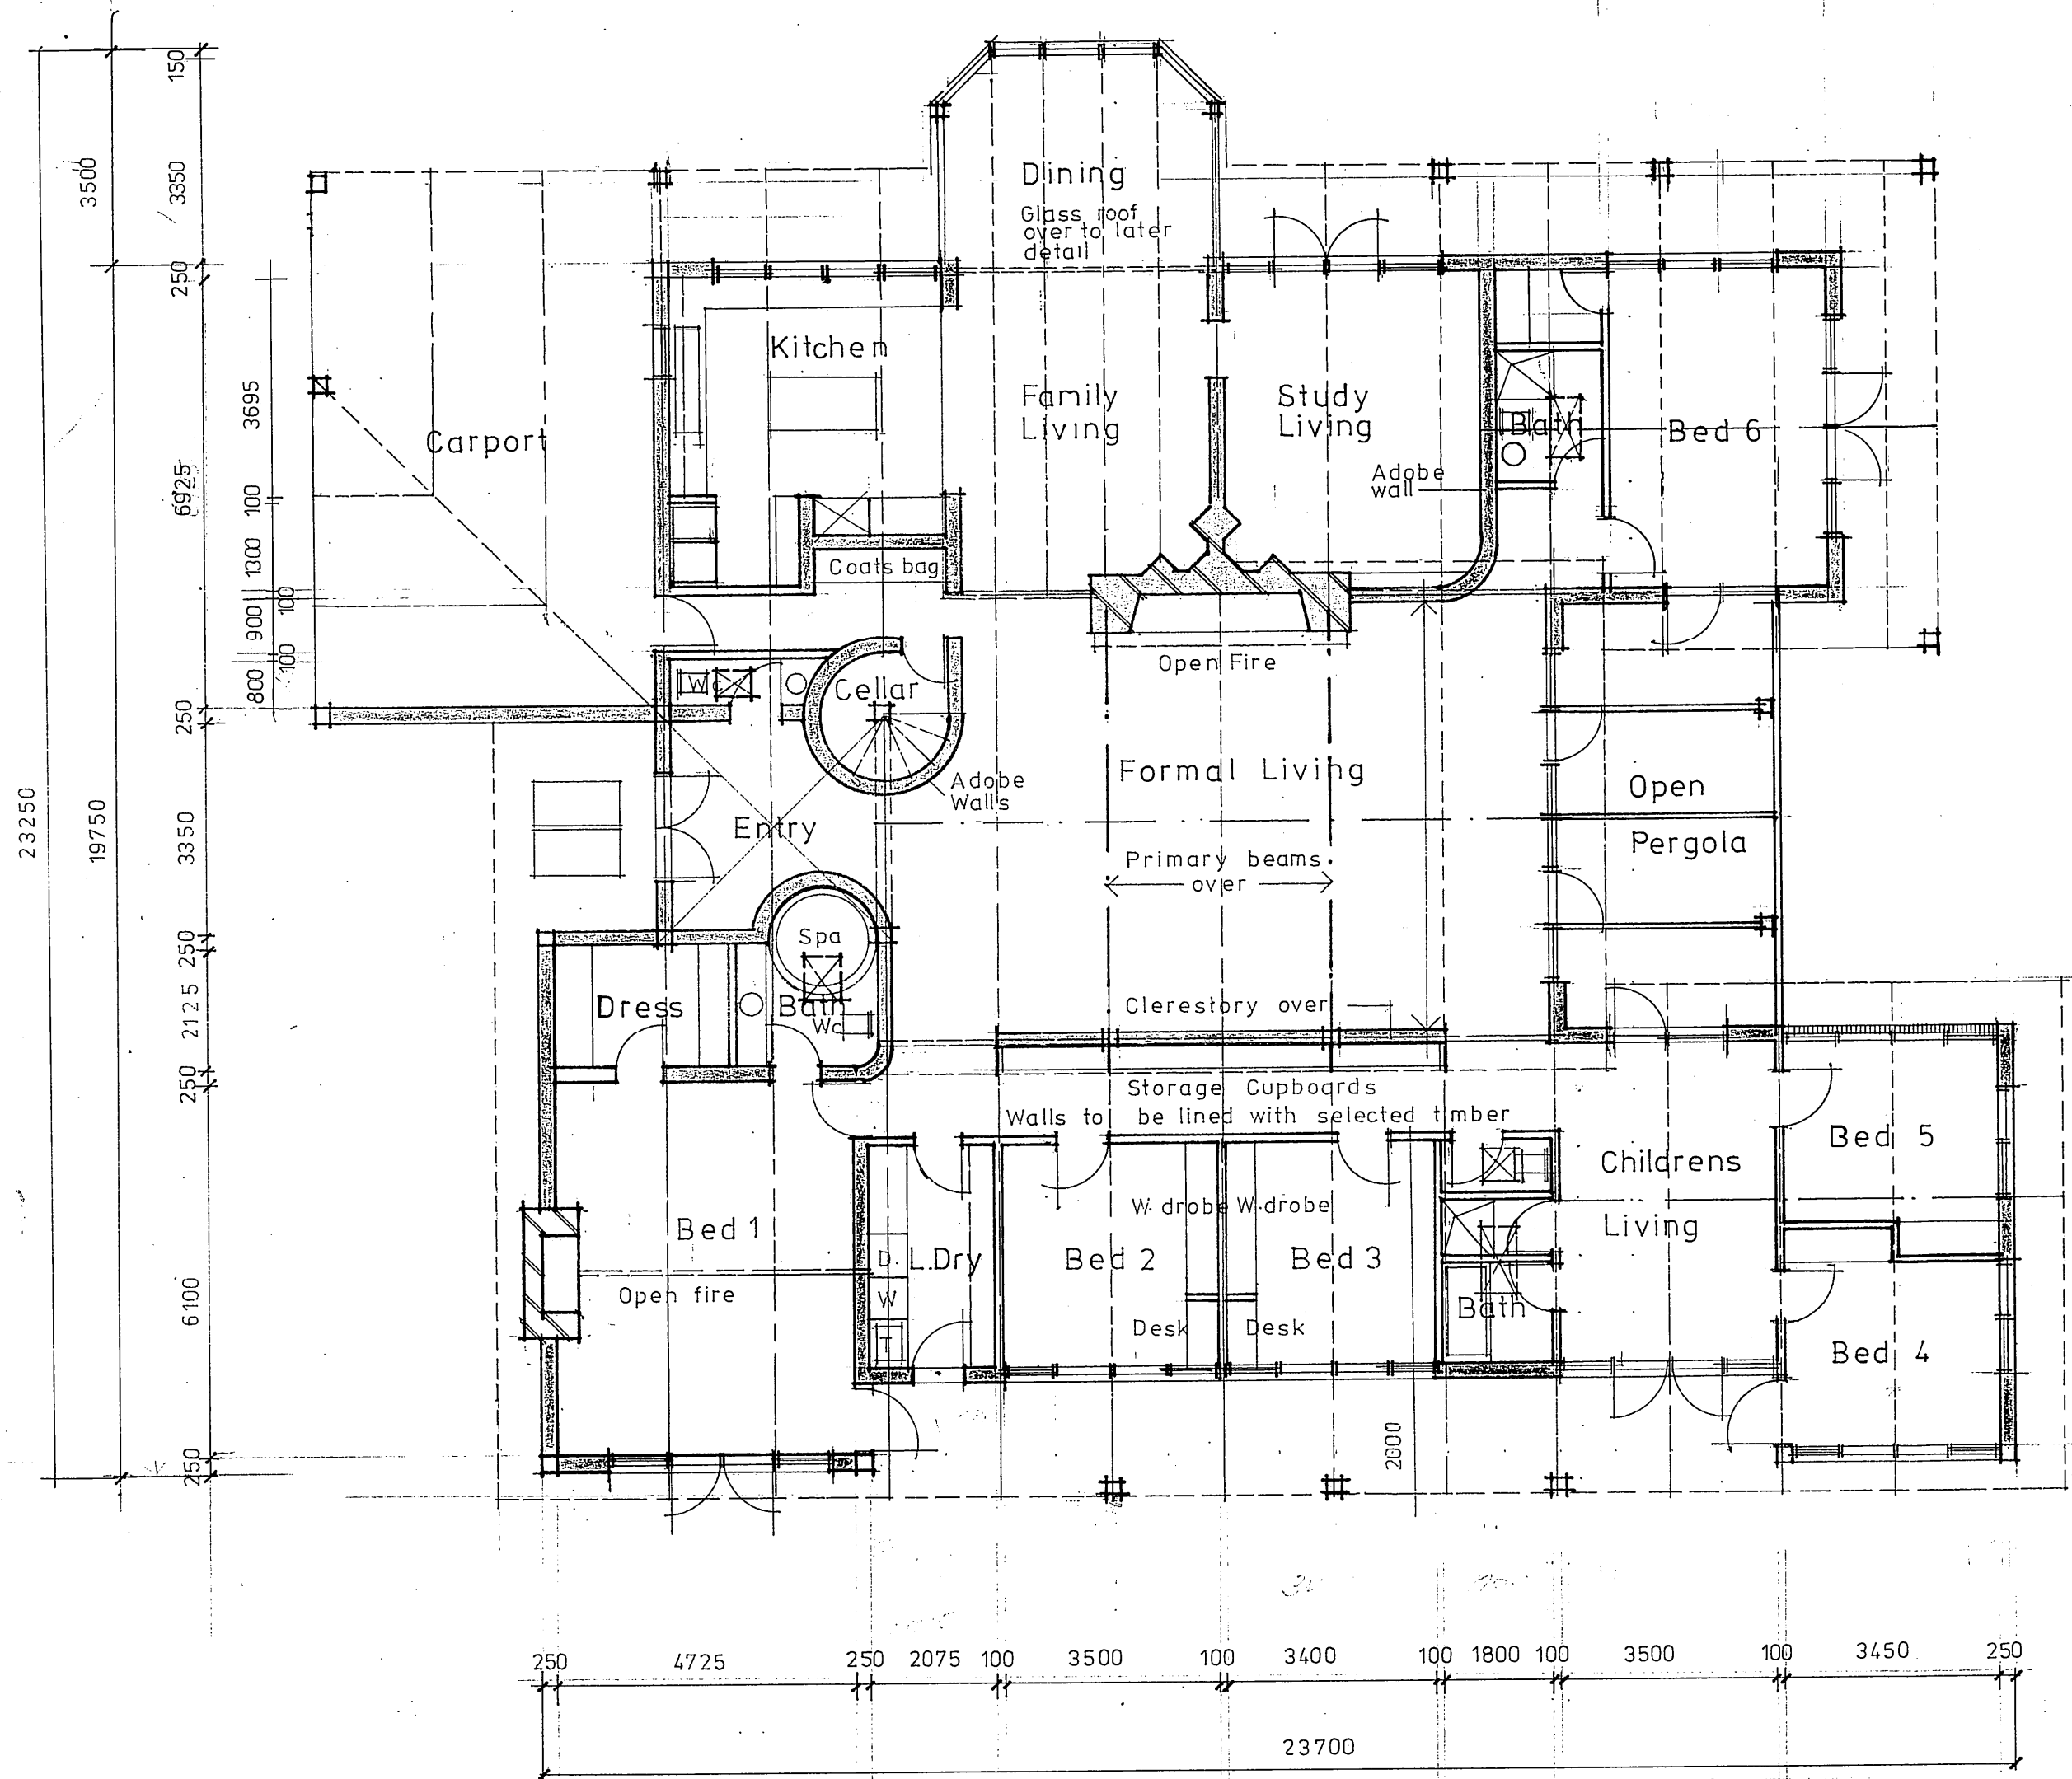 150
3500
3350
250
3695
6925
100
1300
100
900
100
800
250
23250
19750
3350
250
2125
250
6100
250
Dining
Glass roof
over to later
detail
Kitchen
Family
Living
Study
Living
Bath
Bed 6
Carport
Adobe
wall
Coats bag
Open Fire
Wc
Cellar
Adobe
Walls
Formal Living
Open
Pergola
Entry
Primary beams
over
Spa
Dress
Bath
Wc
Clerestory over
Storage Cupboards
Walls to be lined with selected timber
Bed 5
Childrens
Living
W.drobe
W.drobe
Bed 1
Open fire
D.
L.Dry
W
T
Bed 2
Bed 3
Desk
Desk
Bath
Bed 4
2000
250
4725
250
2075
100
3500
100
3400
100
1800
100
3500
100
3450
250
23700